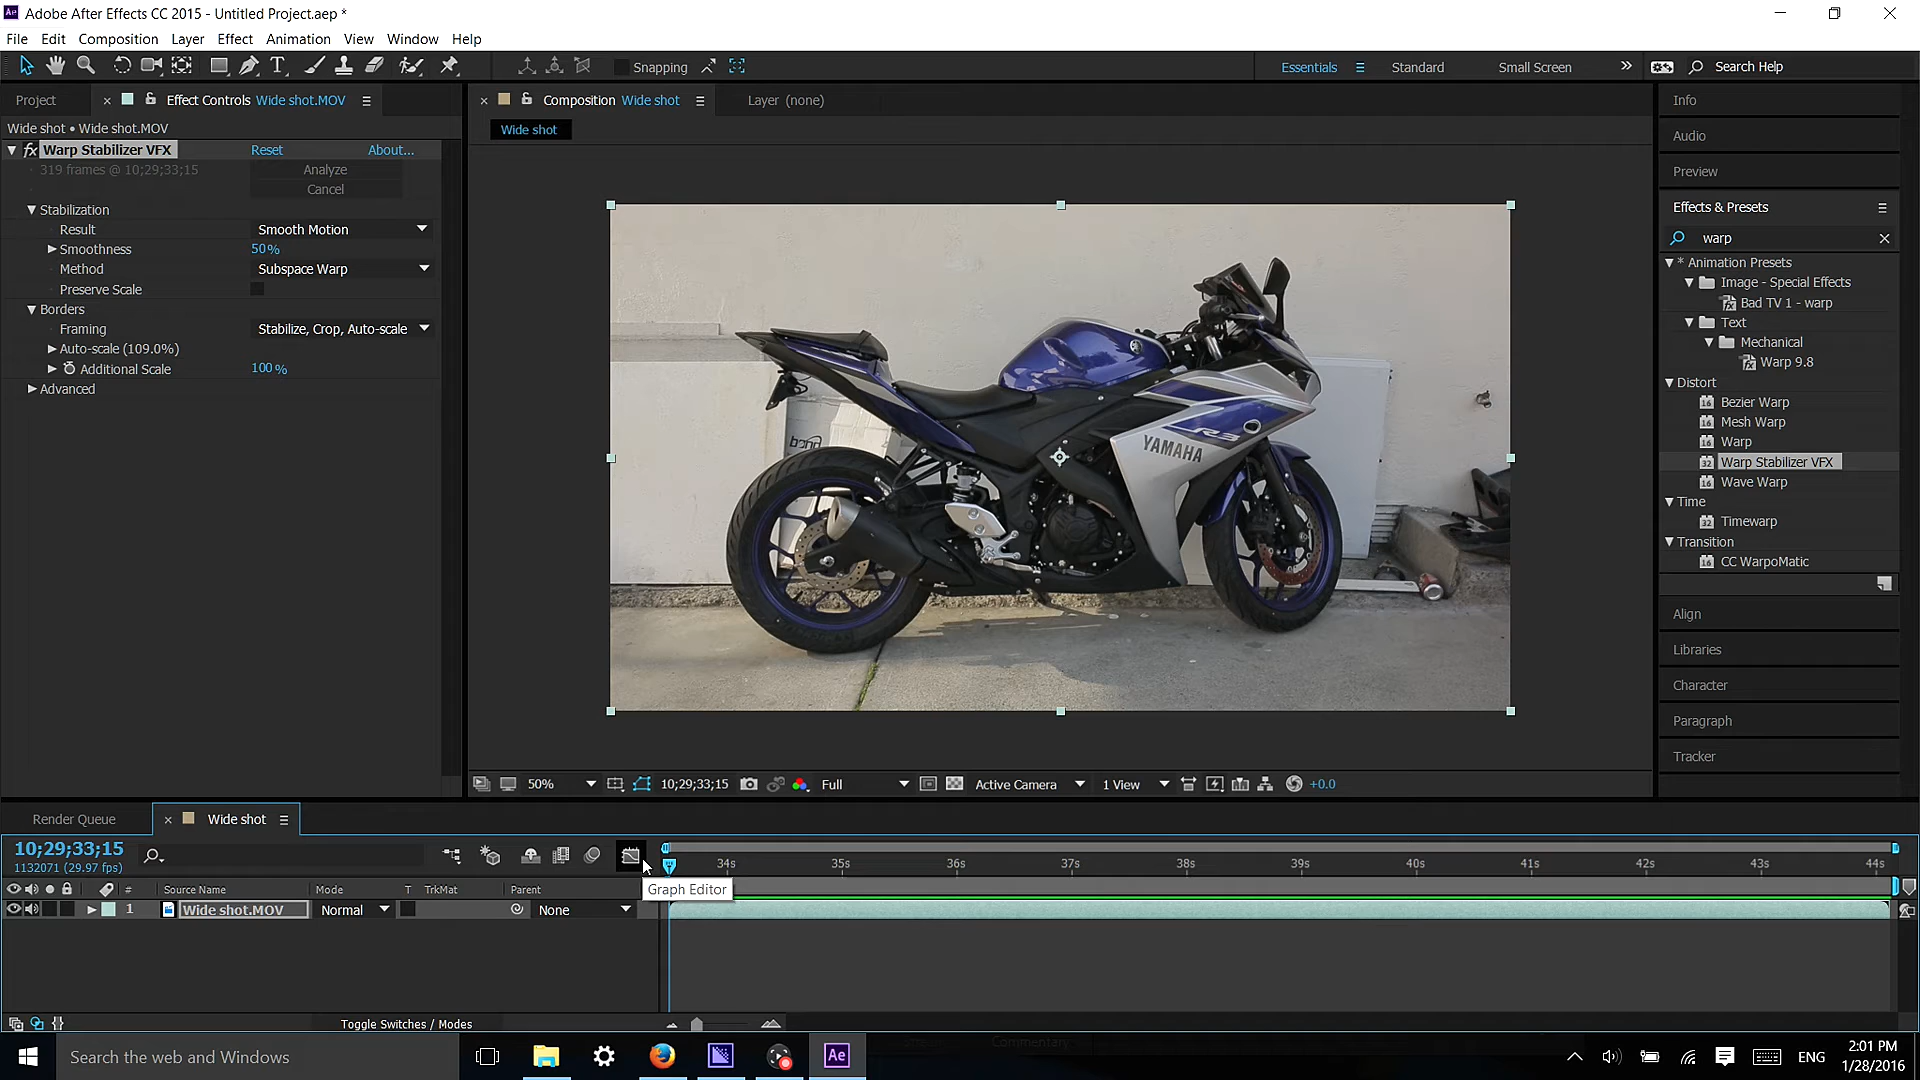 Adobe After Effects CC 2015 - Untitled Project.aep *
File Edit Composition Layer Effect Animation View Window Help
Snapping
Essentials Standard Small Screen Search Help
Project Effect Controls Wide shot.MOV
Composition Wide shot Layer (none)
Wide shot • Wide shot.MOV
Wide shot
fx Warp Stabilizer VFX Reset About...
319 frames @ 10;29;33;15 Analyze
Cancel
Stabilization
Result Smooth Motion
Smoothness 50%
Method Subspace Warp
Preserve Scale
Borders
Framing Stabilize, Crop, Auto-scale
Auto-scale (109.0%)
Additional Scale 100%
Advanced
YAMAHA
R3
Info
Audio
Preview
Effects & Presets
warp
* Animation Presets
Image - Special Effects
Bad TV 1 - warp
Text
Mechanical
Warp 9.8
Distort
Bezier Warp
Mesh Warp
Warp
Warp Stabilizer VFX
Wave Warp
Time
Timewarp
Transition
CC WarpoMatic
Align
Libraries
Character
Paragraph
Tracker
50% 10;29;33;15 Full Active Camera 1 View +0.0
Render Queue Wide shot
10;29;33;15
1132071 (29.97 fps)
34s 35s 36s 37s 38s 39s 40s 41s 42s 43s 44s
# Source Name Mode T TrkMat Parent
Graph Editor
1 Wide shot.MOV Normal None
Toggle Switches / Modes
Search the web and Windows
Commentary
Ae
ENG
2:01 PM
1/28/2016